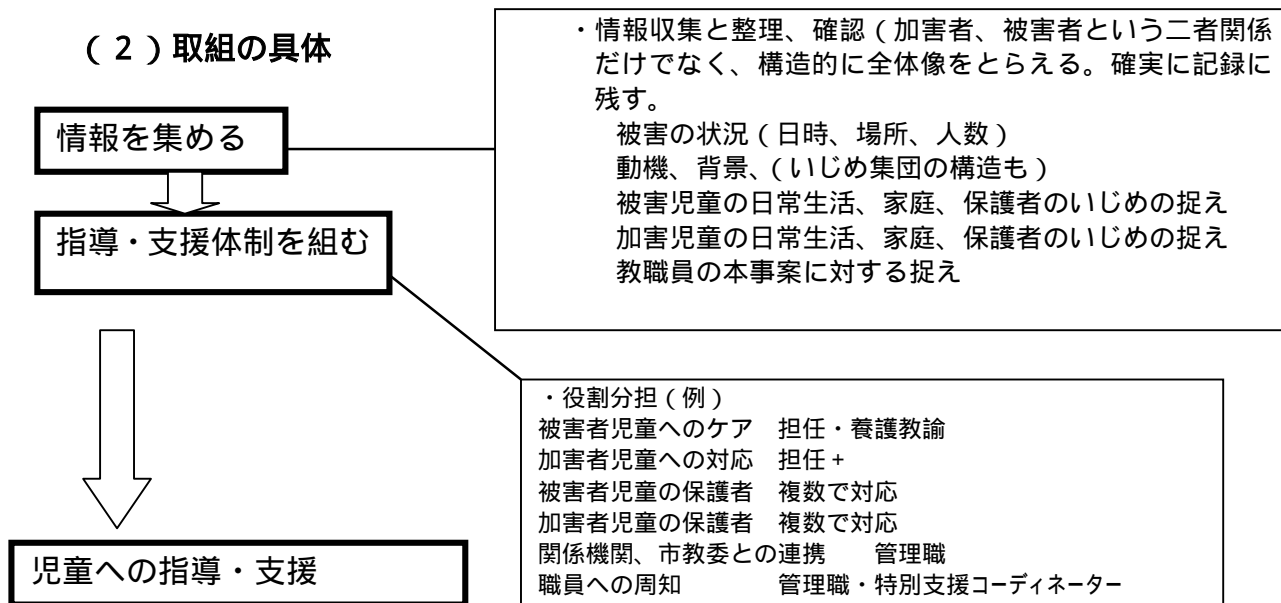 （２）取組の具体
情報を集める
指導・支援体制を組む
児童への指導・支援
・情報収集と整理、確認（加害者、被害者という二者関係
だけでなく、構造的に全体像をとらえる。確実に記録に
残す。
被害の状況（日時、場所、人数）
動機、背景、（いじめ集団の構造も）
被害児童の日常生活、家庭、保護者のいじめの捉え
加害児童の日常生活、家庭、保護者のいじめの捉え
教職員の本事案に対する捉え
・役割分担（例）
被害者児童へのケア　担任・養護教諭
加害者児童への対応　担任＋
被害者児童の保護者　複数で対応
加害者児童の保護者　複数で対応
関係機関、市教委との連携　　管理職
職員への周知　　　　管理職・特別支援コーディネーター